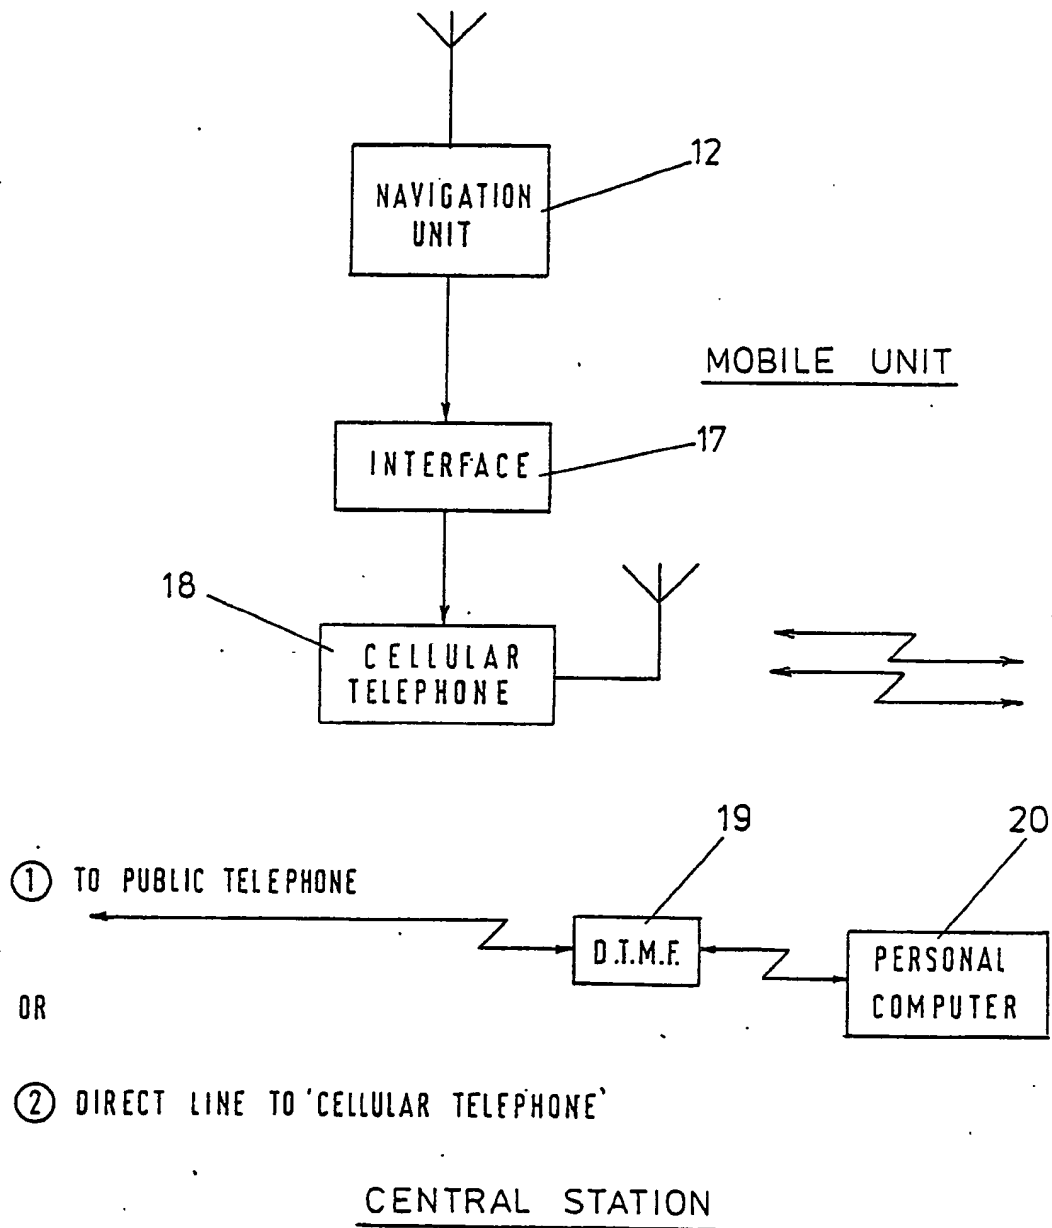 12
NAVIGATION
UNIT
MOBILE UNIT
17
INTERFACE
18
CELLULAR
TELEPHONE
19
20
① TO PUBLIC TELEPHONE
D.T.M.F.
PERSONAL
COMPUTER
OR
② DIRECT LINE TO 'CELLULAR TELEPHONE'
CENTRAL STATION